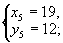 {x₅ = 19,
y₅ = 12;